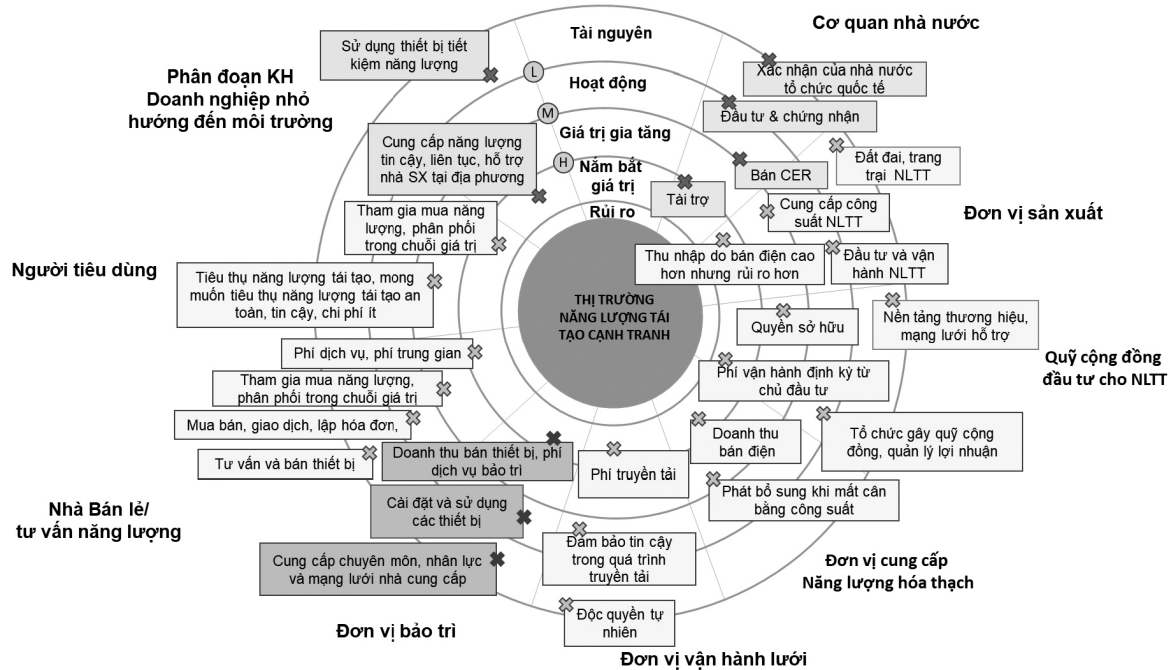 Cơ quan nhà nước
Tài nguyên
Sử dụng thiết bị tiết
kiệm năng lượng
Phân đoạn KH
Doanh nghiệp nhỏ
hướng đến môi trường
L
Hoạt động
Xác nhận của nhà nước
tổ chức quốc tế
M
Đầu tư & chứng nhận
Giá trị gia tăng
Cung cấp năng lượng
tin cậy, liên tục, hỗ trợ
nhà SX tại địa phương
H
Nắm bắt
giá trị
Bán CER
Đất đai, trang
trại NLTT
Tài trợ
Rủi ro
Tham gia mua năng
lượng, phân phối
trong chuỗi giá trị
Cung cấp công
suất NLTT
Đơn vị sản xuất
Người tiêu dùng
Tiêu thụ năng lượng tái tạo, mong
muốn tiêu thụ năng lượng tái tạo an
toàn, tin cậy, chi phí ít
Thu nhập do bán điện cao
hơn nhưng rủi ro hơn
Đầu tư và vận
hành NLTT
THỊ TRƯỜNG
NĂNG LƯỢNG TÁI
TẠO CẠNH TRANH
Quyền sở hữu
Nền tảng thương hiệu,
mạng lưới hỗ trợ
Quỹ cộng đồng
đầu tư cho NLTT
Phí dịch vụ, phí trung gian
Phí vận hành định kỳ từ
chủ đầu tư
Tham gia mua năng lượng,
phân phối trong chuỗi giá trị
Mua bán, giao dịch, lập hóa đơn,
Tư vấn và bán thiết bị
Doanh thu bán thiết bị, phí
dịch vụ bảo trì
Phí truyền tải
Doanh thu
bán điện
Tổ chức gây quỹ cộng
đồng, quản lý lợi nhuận
Nhà Bán lẻ/
tư vấn năng lượng
Cài đặt và sử dụng
các thiết bị
Phát bổ sung khi mất cân
bằng công suất
Cung cấp chuyên môn, nhân lực
và mạng lưới nhà cung cấp
Đảm bảo tin cậy
trong quá trình
truyền tải
Đơn vị cung cấp
Năng lượng hóa thạch
Đơn vị bảo trì
Độc quyền tự
nhiên
Đơn vị vận hành lưới